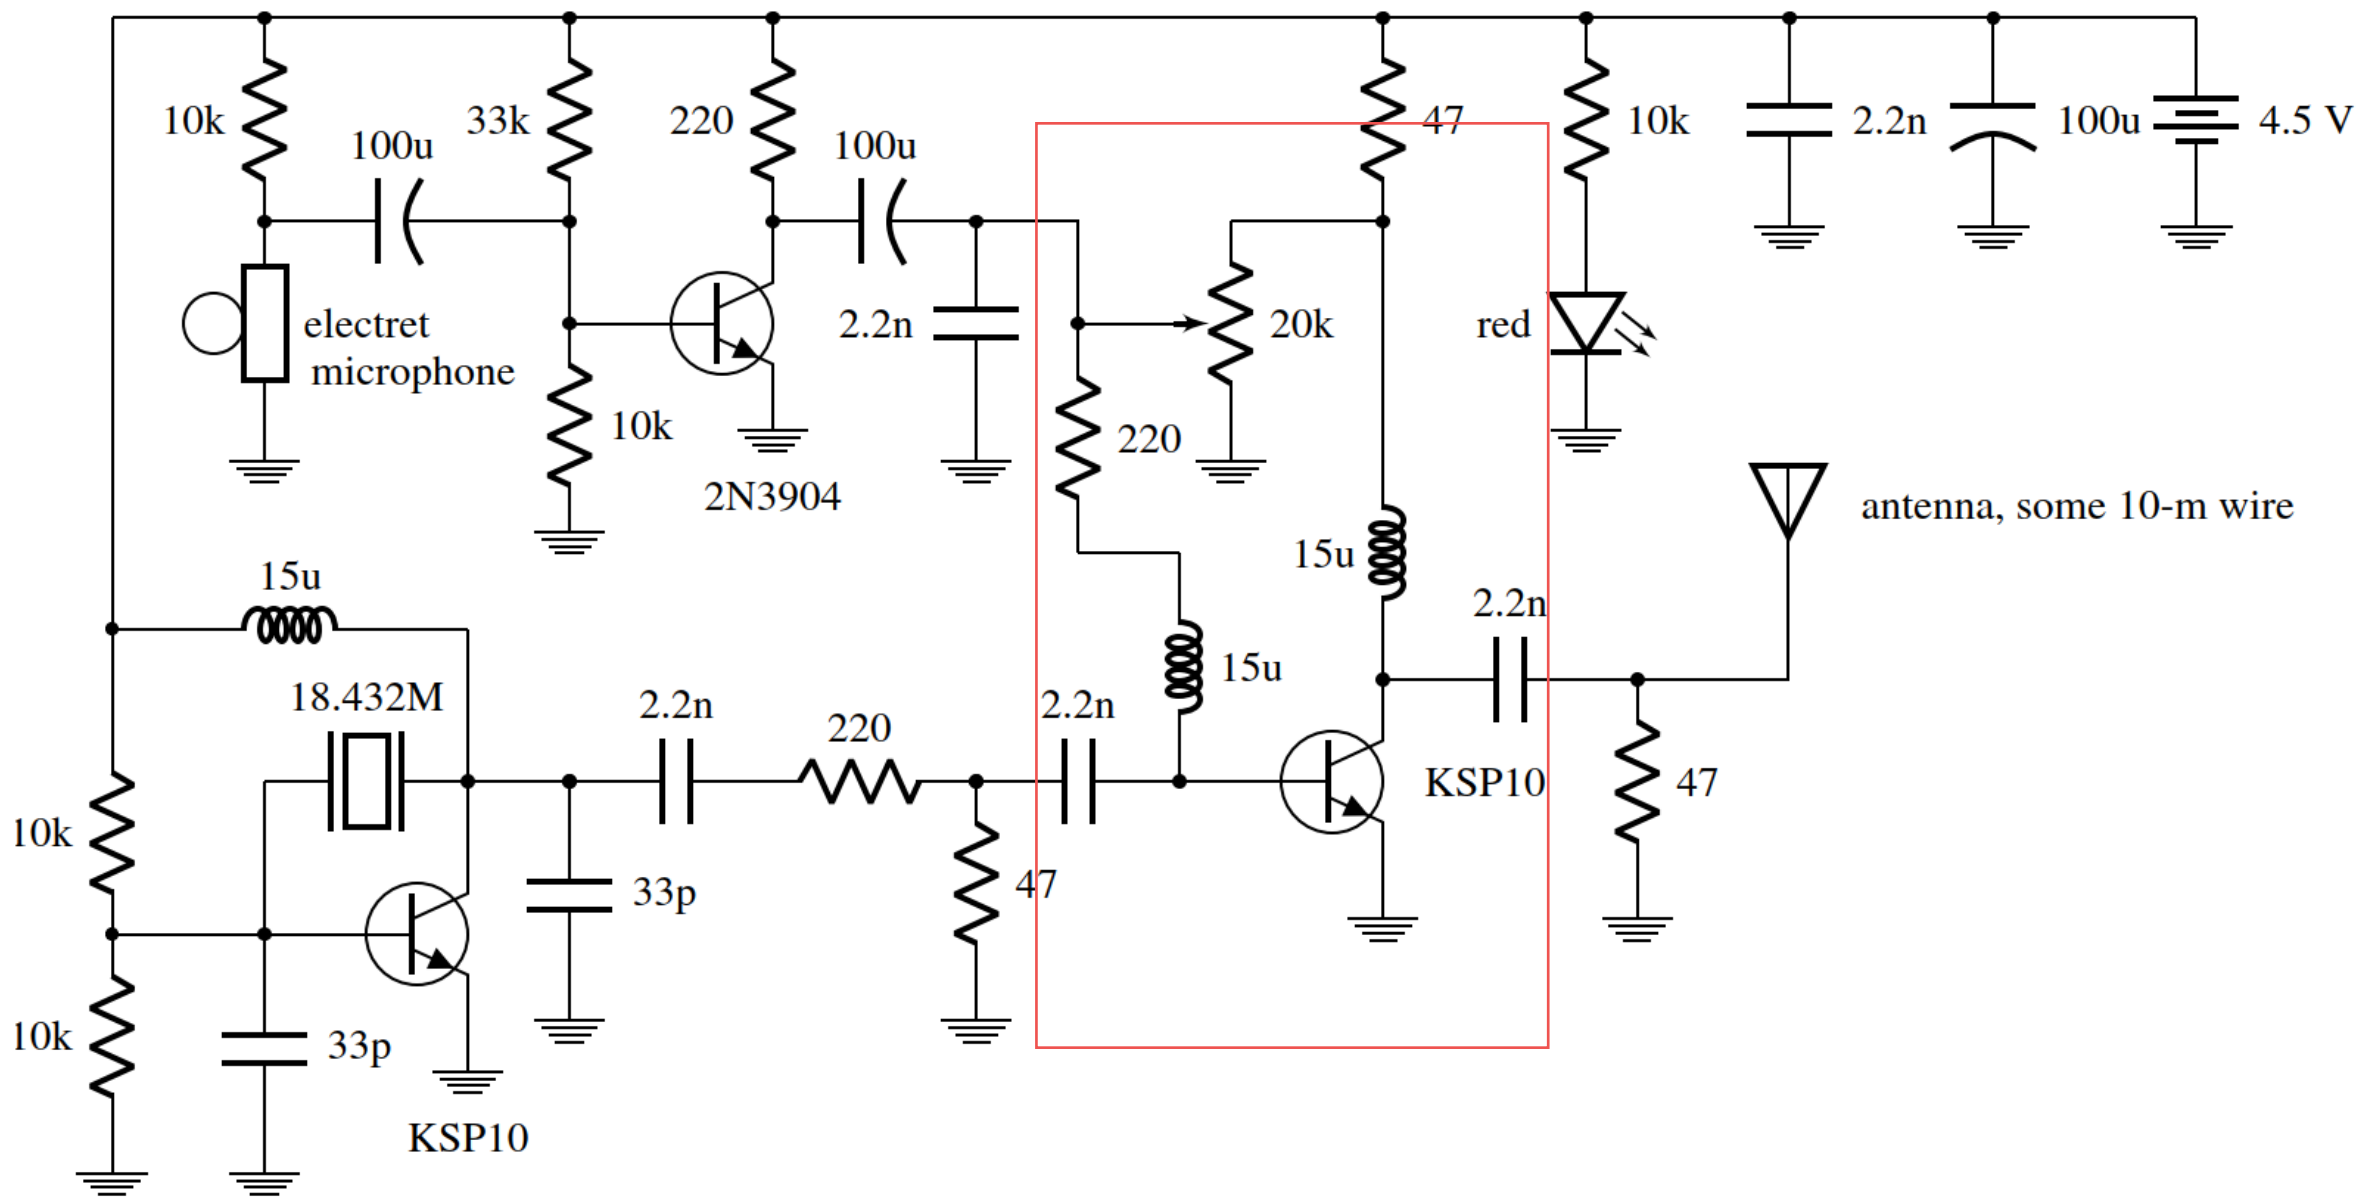 10k
33k
220
47
10k
2.2n
100u
4.5 V
100u
100u
electret
microphone
2.2n
20k
red
10k
220
2N3904
antenna, some 10-m wire
15u
15u
2.2n
15u
18.432M
2.2n
220
2.2n
KSP10
47
10k
33p
47
10k
33p
KSP10